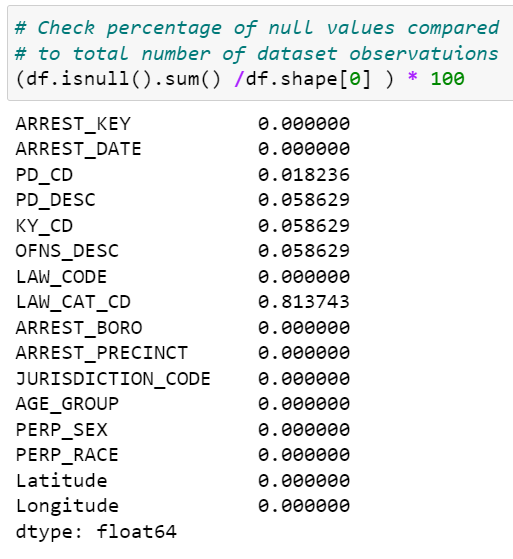 # Check percentage of null values compared
# to total number of dataset observatuions
(df.isnull().sum() /df.shape[0] ) * 100
ARREST_KEY 0.000000
ARREST_DATE 0.000000
PD_CD 0.018236
PD_DESC 0.058629
KY_CD 0.058629
OFNS_DESC 0.058629
LAW_CODE 0.000000
LAW_CAT_CD 0.813743
ARREST_BORO 0.000000
ARREST_PRECINCT 0.000000
JURISDICTION_CODE 0.000000
AGE_GROUP 0.000000
PERP_SEX 0.000000
PERP_RACE 0.000000
Latitude 0.000000
Longitude 0.000000
dtype: float64